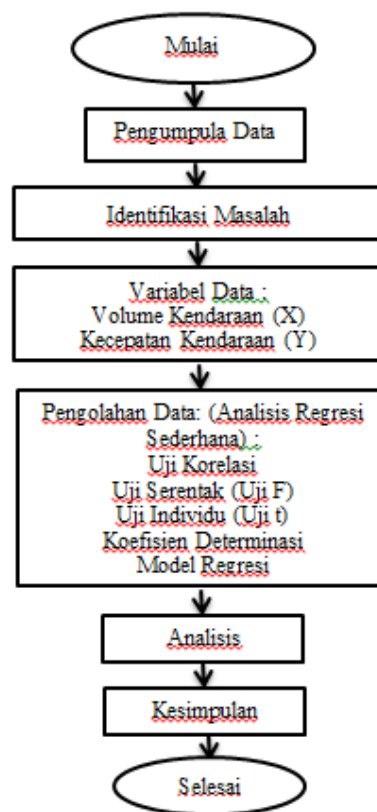 Mulai
Pengumpula Data
Identifikasi Masalah
Variabel Data :
Volume Kendaraan (X)
Kecepatan Kendaraan (Y)
Pengolahan Data: (Analisis Regresi
Sederhana) :
Uji Korelasi
Uji Serentak (Uji F)
Uji Individu (Uji t)
Koefisien Determinasi
Model Regresi
Analisis
Kesimpulan
Selesai